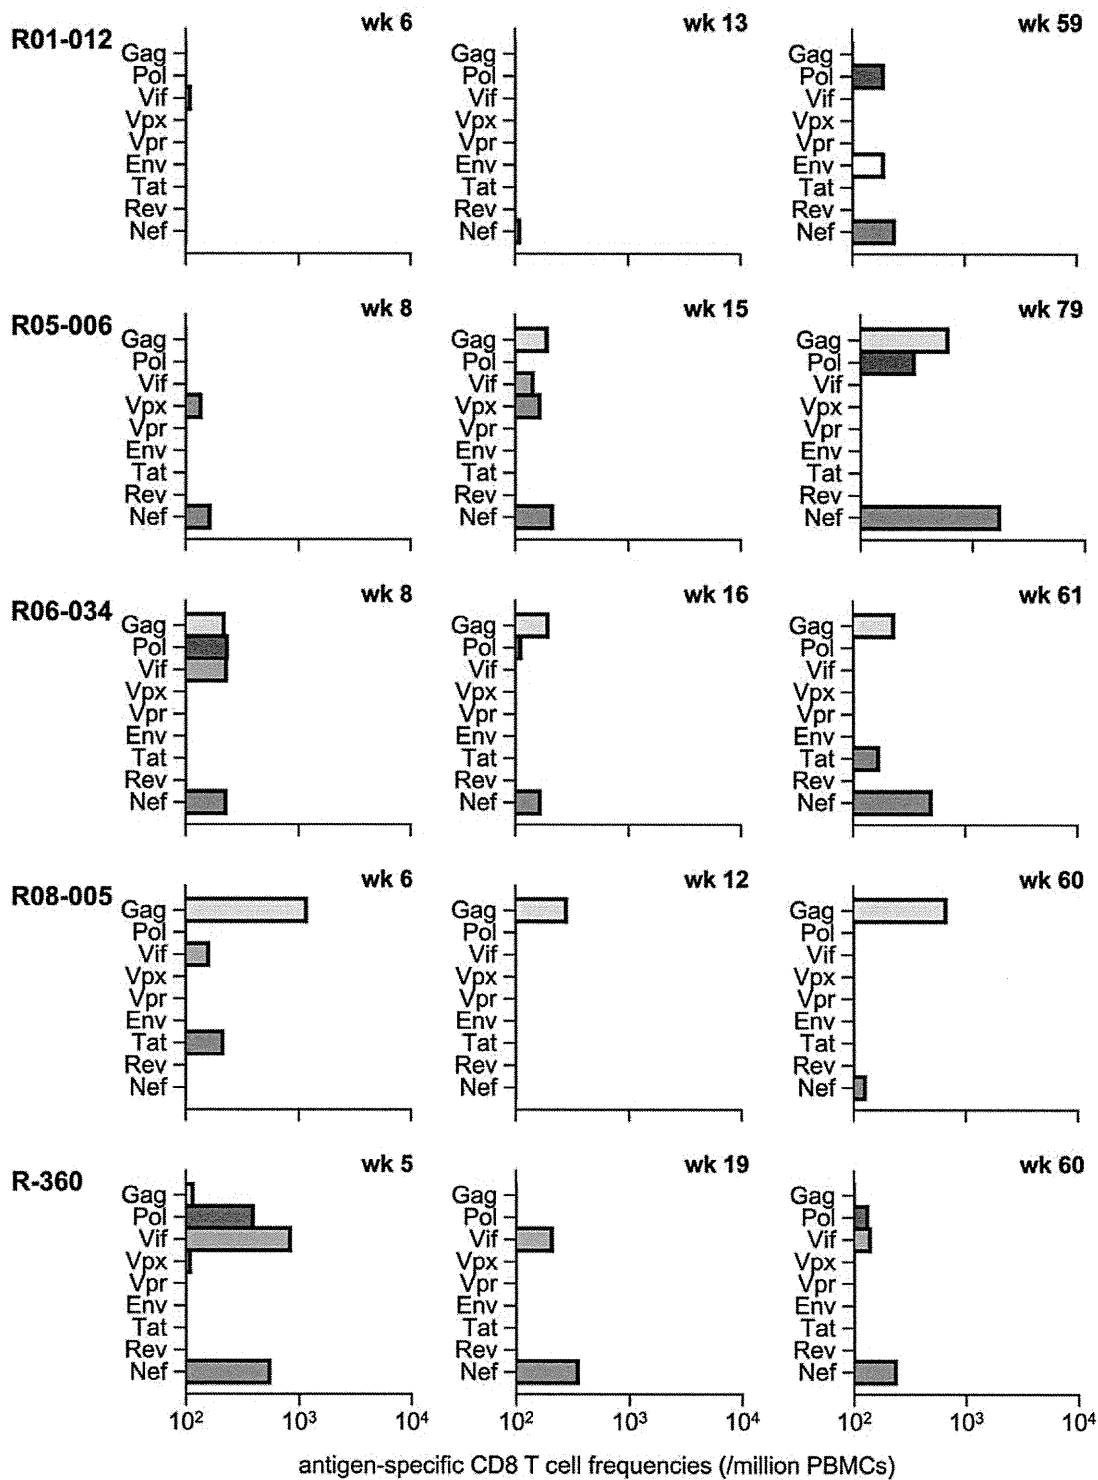 R01-012
wk 6
wk 13
wk 59
Gag
Pol
Vif
Vpx
Vpr
Env
Tat
Rev
Nef
Gag
Pol
Vif
Vpx
Vpr
Env
Tat
Rev
Nef
Gag
Pol
Vif
Vpx
Vpr
Env
Tat
Rev
Nef
R05-006
wk 8
wk 15
wk 79
Gag
Pol
Vif
Vpx
Vpr
Env
Tat
Rev
Nef
Gag
Pol
Vif
Vpx
Vpr
Env
Tat
Rev
Nef
Gag
Pol
Vif
Vpx
Vpr
Env
Tat
Rev
Nef
R06-034
wk 8
wk 16
wk 61
Gag
Pol
Vif
Vpx
Vpr
Env
Tat
Rev
Nef
Gag
Pol
Vif
Vpx
Vpr
Env
Tat
Rev
Nef
Gag
Pol
Vif
Vpx
Vpr
Env
Tat
Rev
Nef
R08-005
wk 6
wk 12
wk 60
Gag
Pol
Vif
Vpx
Vpr
Env
Tat
Rev
Nef
Gag
Pol
Vif
Vpx
Vpr
Env
Tat
Rev
Nef
Gag
Pol
Vif
Vpx
Vpr
Env
Tat
Rev
Nef
R-360
wk 5
wk 19
wk 60
Gag
Pol
Vif
Vpx
Vpr
Env
Tat
Rev
Nef
Gag
Pol
Vif
Vpx
Vpr
Env
Tat
Rev
Nef
Gag
Pol
Vif
Vpx
Vpr
Env
Tat
Rev
Nef
10² 10³ 10⁴ 10² 10³ 10⁴ 10² 10³ 10⁴
antigen-specific CD8 T cell frequencies (/million PBMCs)